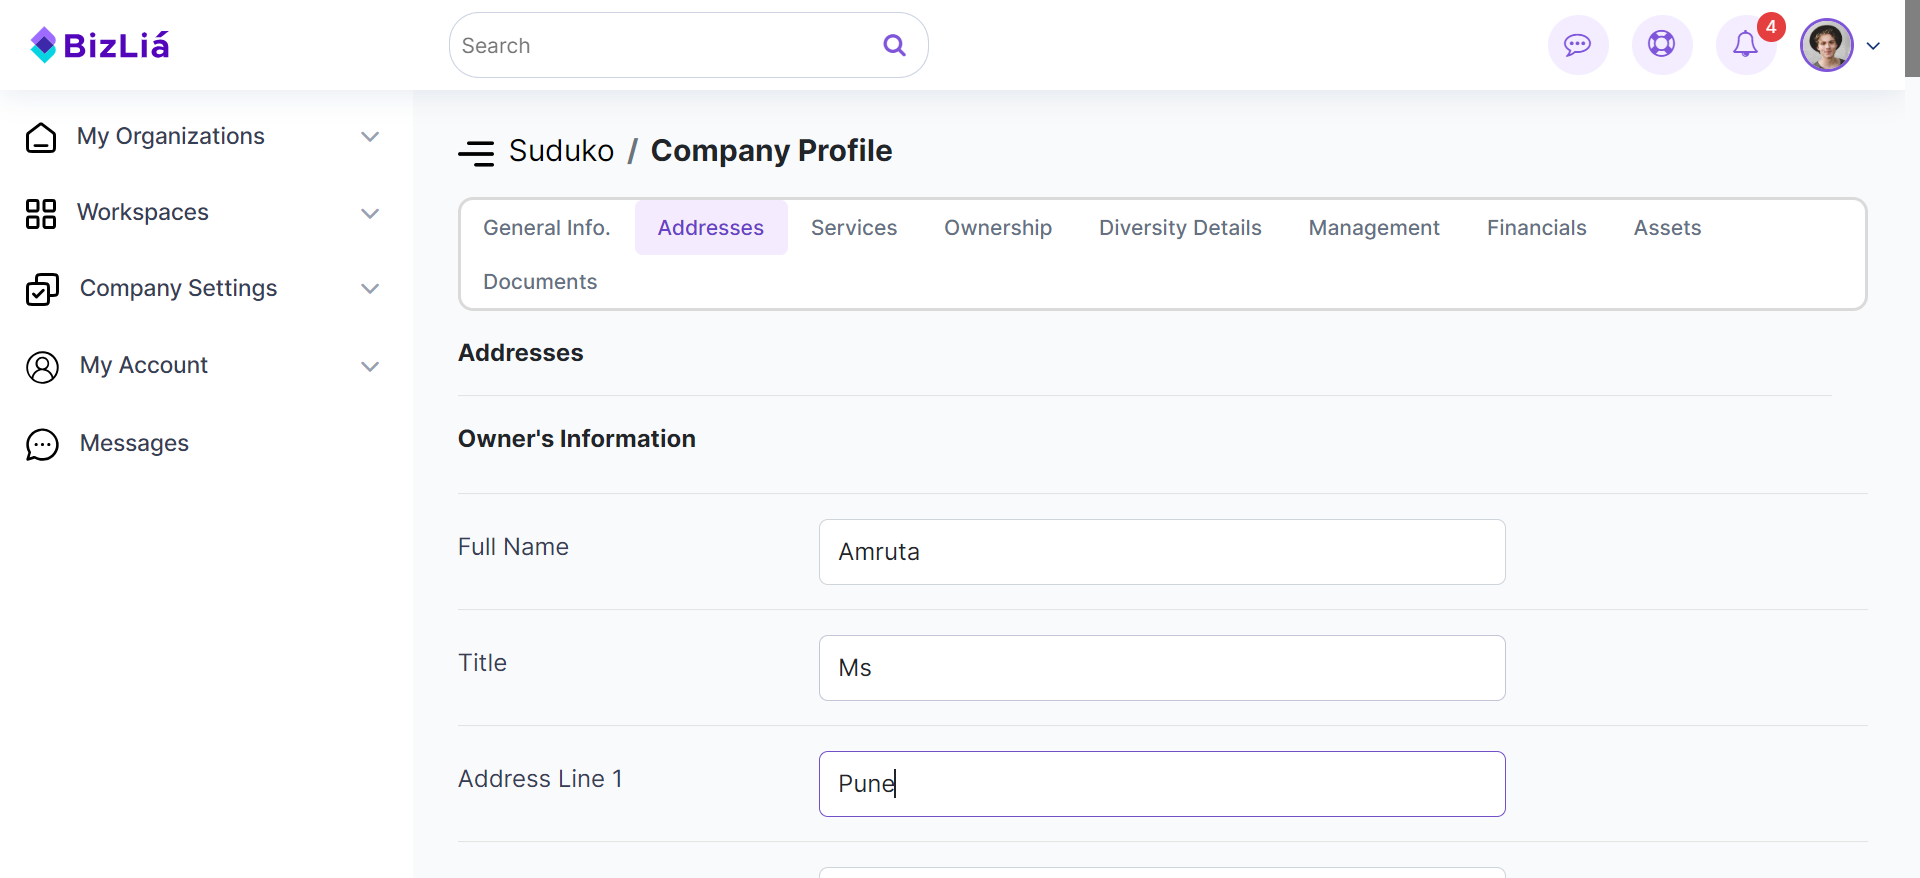 BizLiá
Search
4
My Organizations
Workspaces
Company Settings
My Account
Messages
Suduko / Company Profile
General Info. Addresses Services Ownership Diversity Details Management Financials Assets
Documents
Addresses
Owner's Information
Full Name Amruta
Title Ms
Address Line 1 Pune